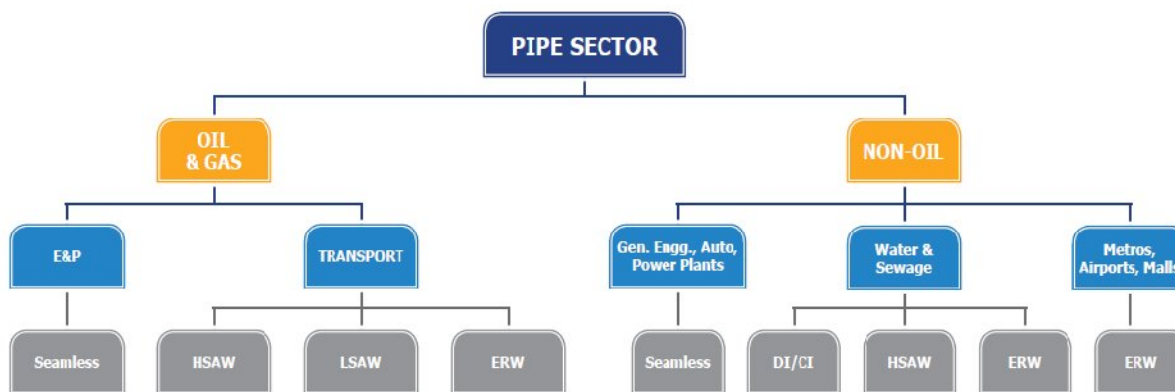 PIPE SECTOR
OIL
& GAS
NON-OIL
E&P
TRANSPORT
Gen. Engg., Auto,
Power Plants
Water &
Sewage
Metros,
Airports, Malls
Seamless
HSAW
LSAW
ERW
Seamless
DI/CI
HSAW
ERW
ERW